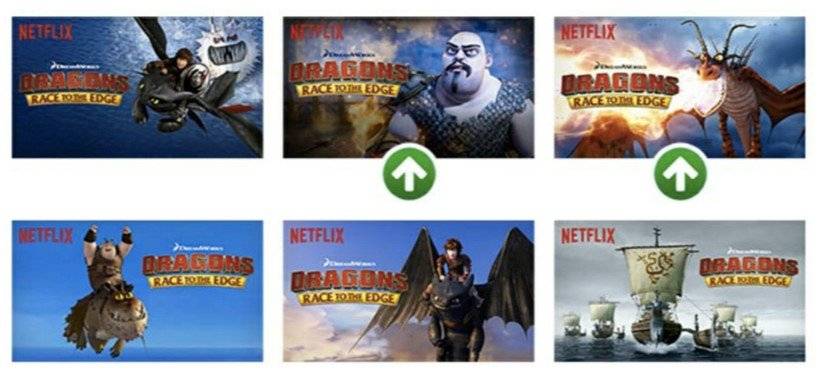 NETFLIX
DREAMWORKS
DRAGONS
RACE TO THE EDGE
NETFLIX
DREAMWORKS
DRAGONS
RACE TO THE EDGE
NETFLIX
DREAMWORKS
DRAGONS
RACE TO THE EDGE
NETFLIX
DREAMWORKS
DRAGONS
RACE TO THE EDGE
NETFLIX
DREAMWORKS
DRAGONS
RACE TO THE EDGE
NETFLIX
DREAMWORKS
DRAGONS
RACE TO THE EDGE